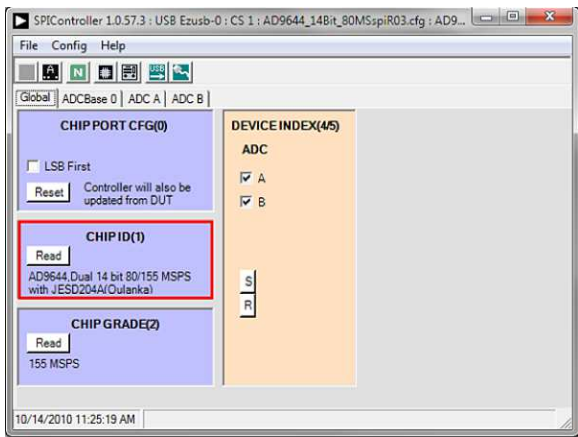 SPIController 1.0.57.3 : USB Ezusb-0 : CS 1 : AD9644_14Bit_80MSspiR03.cfg : AD9...
File Config Help
Global ADCBase 0 ADC A ADC B
CHIP PORT CFG(0)
LSB First
Reset Controller will also be
updated from DUT
CHIP ID(1)
Read
AD9644,Dual 14 bit 80/155 MSPS
with JESD204A(Oulanka)
CHIP GRADE(2)
Read
155 MSPS
DEVICE INDEX(4/5)
ADC
A
B
S
R
10/14/2010 11:25:19 AM